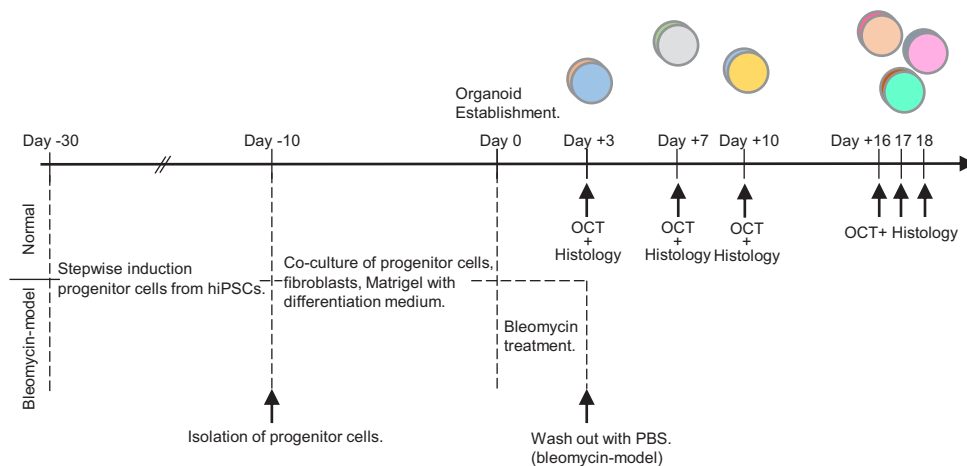 Organoid
Establishment.
Day -30
Day -10
Day 0
Day +3
Day +7
Day +10
Day +16 17 18
Normal
Bleomycin-model
OCT
+
Histology
OCT
+
Histology
OCT
+
Histology
OCT+ Histology
Stepwise induction
progenitor cells from hiPSCs.
Co-culture of progenitor cells,
fibroblasts, Matrigel with
differentiation medium.
Bleomycin
treatment.
Isolation of progenitor cells.
Wash out with PBS.
(bleomycin-model)